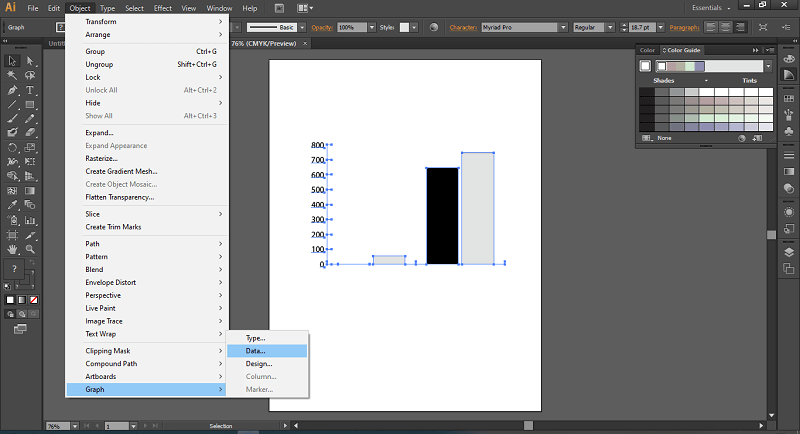 Ai File Edit Object Type Select Effect View Window Help Essentials
Graph Basic Opacity: 100% Style: Character: Myriad Pro Regular 18.7 pt Paragraph:
Untitl 76% (CMYK/Preview) ×
Transform
Arrange
Group Ctrl+G
Ungroup Shift+Ctrl+G
Lock
Unlock All Alt+Ctrl+2
Hide
Show All Alt+Ctrl+3
Expand...
Expand Appearance
Rasterize...
Create Gradient Mesh...
Create Object Mosaic...
Flatten Transparency...
Slice
Create Trim Marks
Path
Pattern
Blend
Envelope Distort
Perspective
Live Paint
Image Trace
Text Wrap
Clipping Mask
Compound Path
Artboards
Graph
Type...
Data...
Design...
Column...
Marker...
800
700
600
500
400
300
200
100
0
Color Color Guide
Shades Tints
None
?
76% 1 Selection